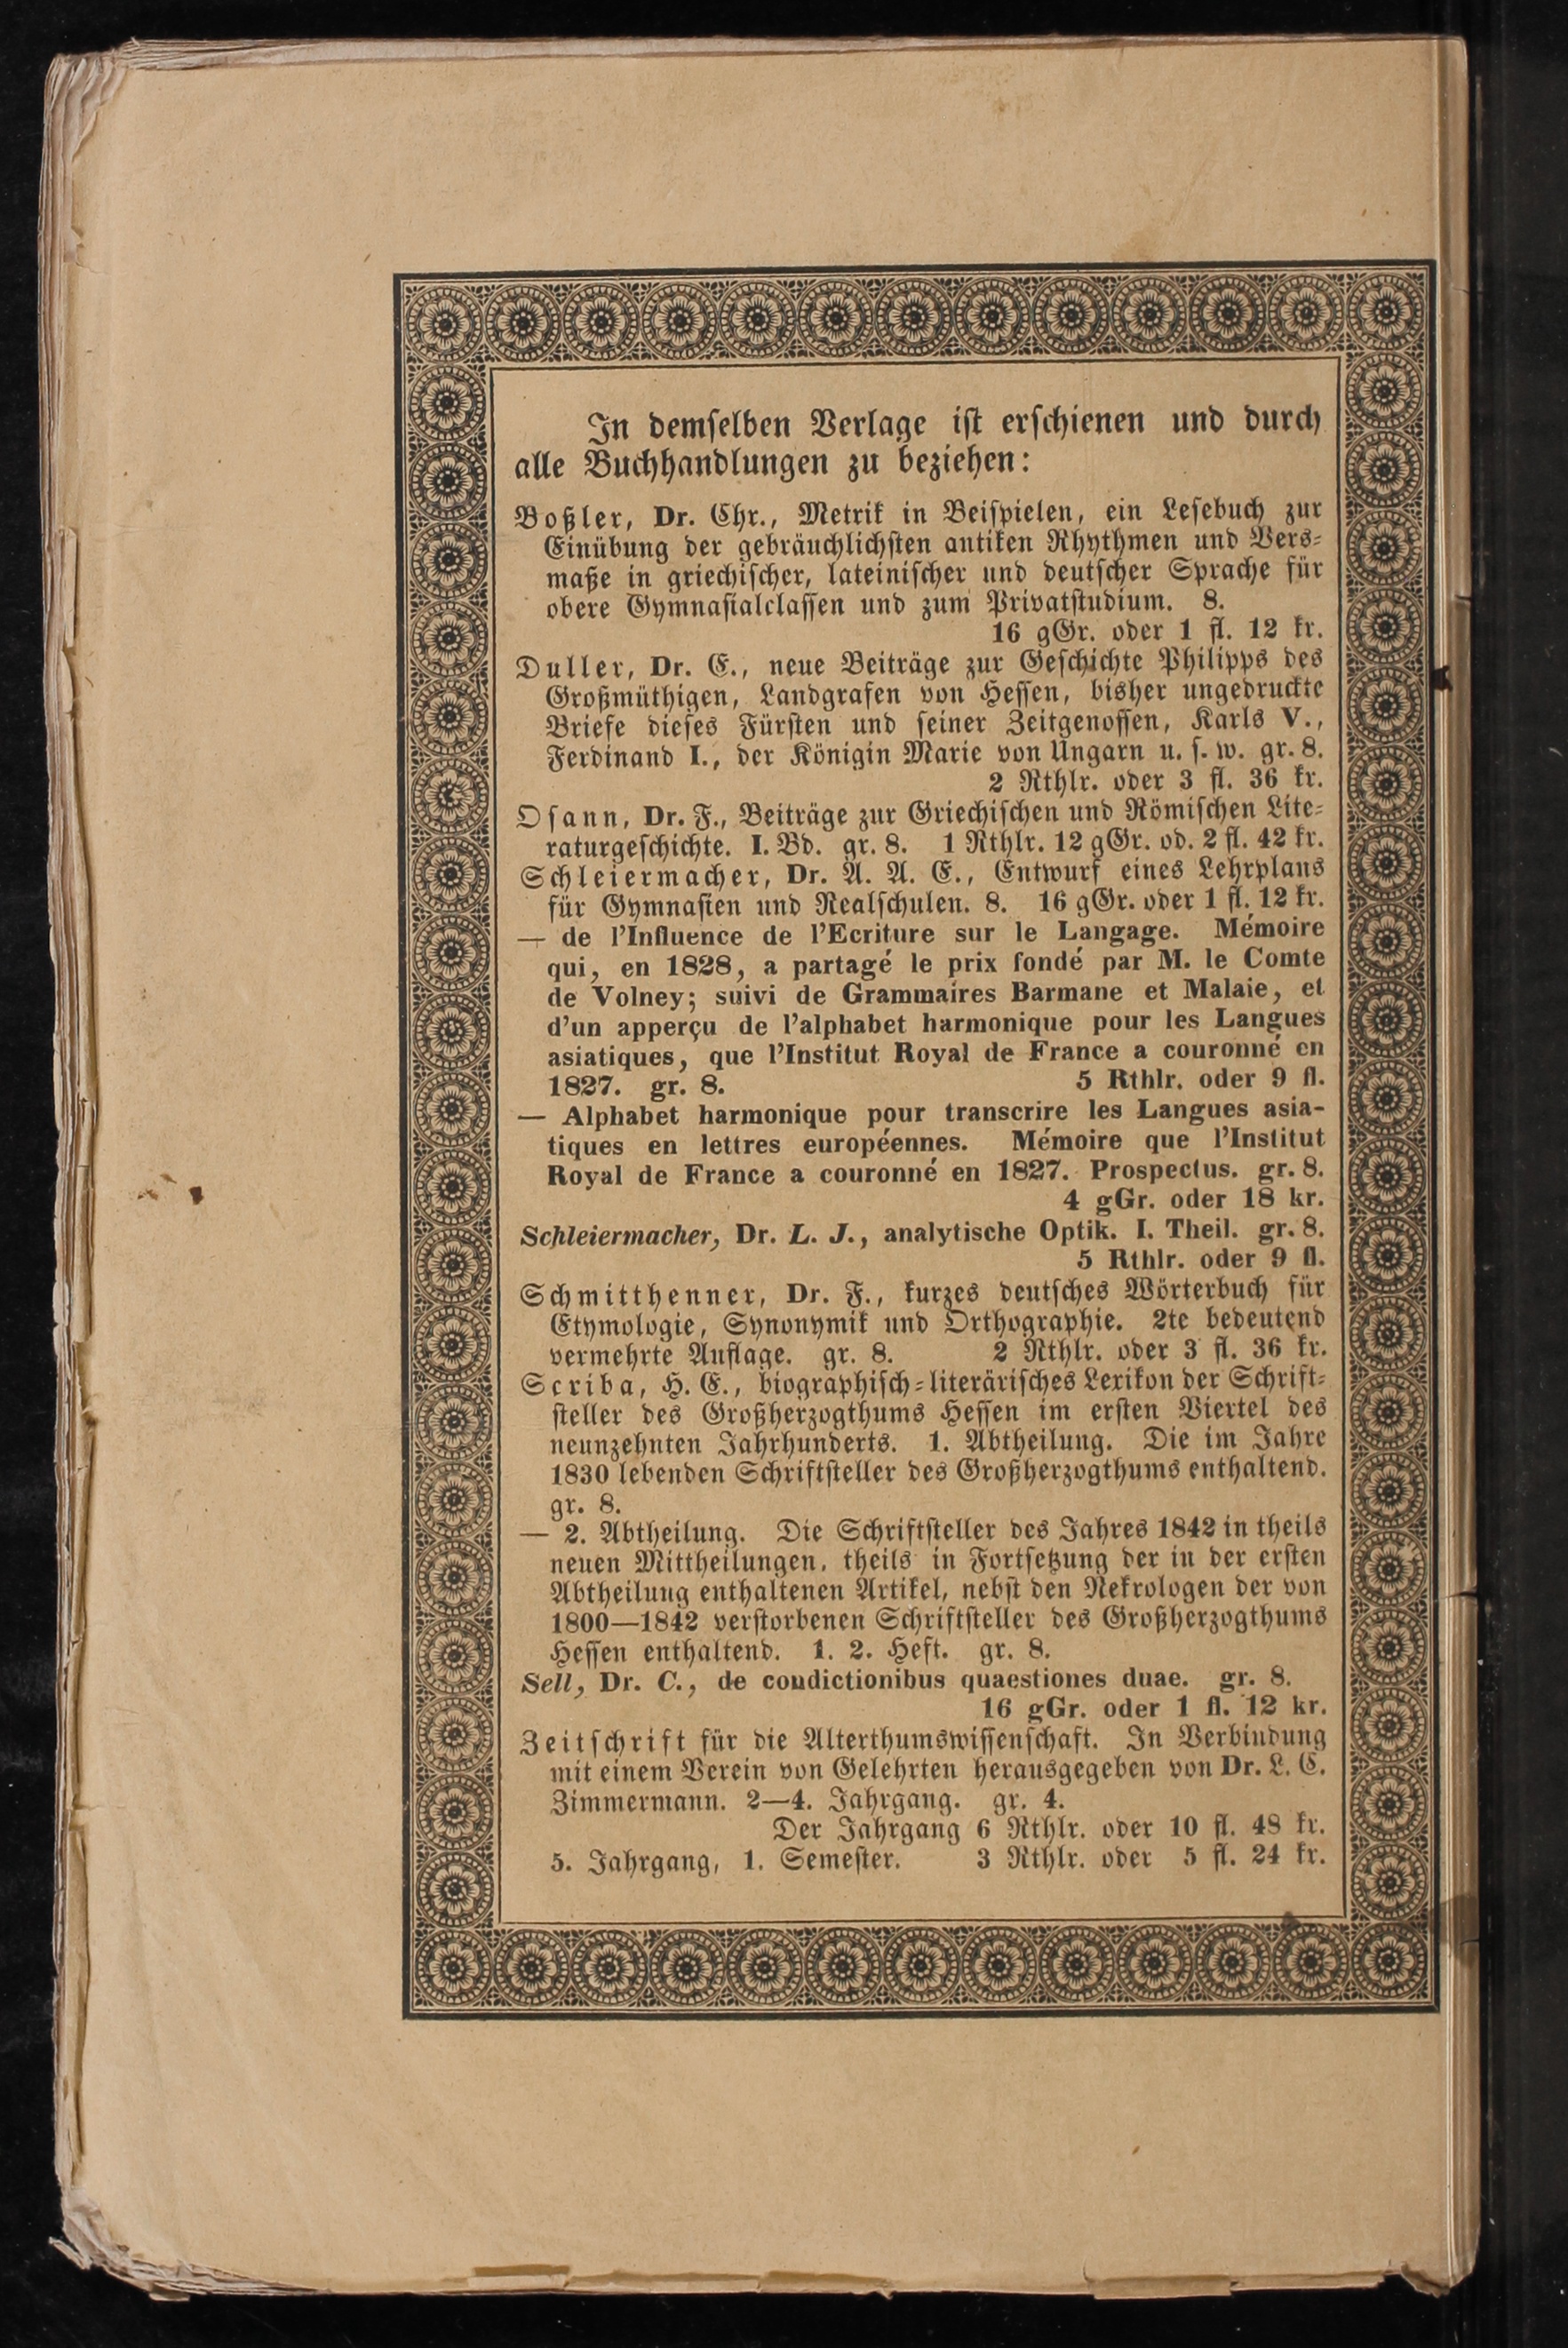 In demselben Verlage ist erschienen und durch
alle Buchhandlungen zu beziehen:
Boßler, Dr. Chr., Metrik in Beispielen, ein Lesebuch zur
Einübung der gebräuchlichsten antiken Rhythmen und Vers-
maße in griechischer, lateinischer und deutscher Sprache für
obere Gymnasialclassen und zum Privatstudium. 8.
16 gGr. oder 1 fl. 12 kr.
Duller, Dr. E., neue Beiträge zur Geschichte Philipps des
Großmüthigen, Landgrafen von Hessen, bisher ungedruckte
Briefe dieses Fürsten und seiner Zeitgenossen, Karls V.,
Ferdinand I., der Königin Marie von Ungarn u. s. w. gr. 8.
2 Rthlr. oder 3 fl. 36 kr.
Osann, Dr. F., Beiträge zur Griechischen und Römischen Lite-
raturgeschichte. I. Bd. gr. 8. 1 Rthlr. 12 gGr. od. 2 fl. 42 kr.
Schleiermacher, Dr. A. A. E., Entwurf eines Lehrplans
für Gymnasien und Realschulen. 8. 16 gGr. oder 1 fl. 12 kr.
— de l'Influence de l'Ecriture sur le Langage. Mémoire
qui, en 1828, a partagé le prix fondé par M. le Comte
de Volney; suivi de Grammaires Barmane et Malaie, et
d'un apperçu de l'alphabet harmonique pour les Langues
asiatiques, que l'Institut Royal de France a couronné en
1827. gr. 8. 5 Rthlr. oder 9 fl.
— Alphabet harmonique pour transcrire les Langues asia-
tiques en lettres européennes. Mémoire que l'Institut
Royal de France a couronné en 1827. Prospectus. gr. 8.
4 gGr. oder 18 kr.
Schleiermacher, Dr. L. J., analytische Optik. I. Theil. gr. 8.
5 Rthlr. oder 9 fl.
Schmitthenner, Dr. F., kurzes deutsches Wörterbuch für
Etymologie, Synonymik und Orthographie. 2te bedeutend
vermehrte Auflage. gr. 8. 2 Rthlr. oder 3 fl. 36 kr.
Scriba, H. E., biographisch-literärisches Lexikon der Schrift-
steller des Großherzogthums Hessen im ersten Viertel des
neunzehnten Jahrhunderts. 1. Abtheilung. Die im Jahre
1830 lebenden Schriftsteller des Großherzogthums enthaltend.
gr. 8.
— 2. Abtheilung. Die Schriftsteller des Jahres 1842 in theils
neuen Mittheilungen, theils in Fortsetzung der in der ersten
Abtheilung enthaltenen Artikel, nebst den Nekrologen der von
1800—1842 verstorbenen Schriftsteller des Großherzogthums
Hessen enthaltend. 1. 2. Heft. gr. 8.
Sell, Dr. C., de condictionibus quaestiones duae. gr. 8.
16 gGr. oder 1 fl. 12 kr.
Zeitschrift für die Alterthumswissenschaft. In Verbindung
mit einem Verein von Gelehrten herausgegeben von Dr. L. C.
Zimmermann. 2—4. Jahrgang. gr. 4.
Der Jahrgang 6 Rthlr. oder 10 fl. 48 kr.
5. Jahrgang, 1. Semester. 3 Rthlr. oder 5 fl. 24 kr.